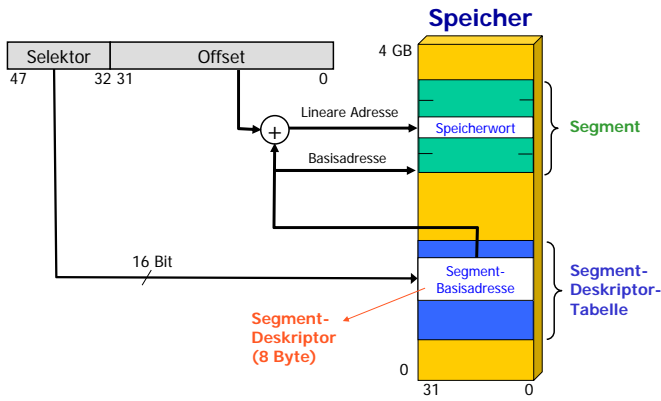 Speicher
4 GB
Selektor
Offset
47
32
31
0
Lineare Adresse
+
Speicherwort
Segment
Basisadresse
16 Bit
Segment-
Basisadresse
Segment-
Deskriptor-
Tabelle
Segment-
Deskriptor
(8 Byte)
0
31
0